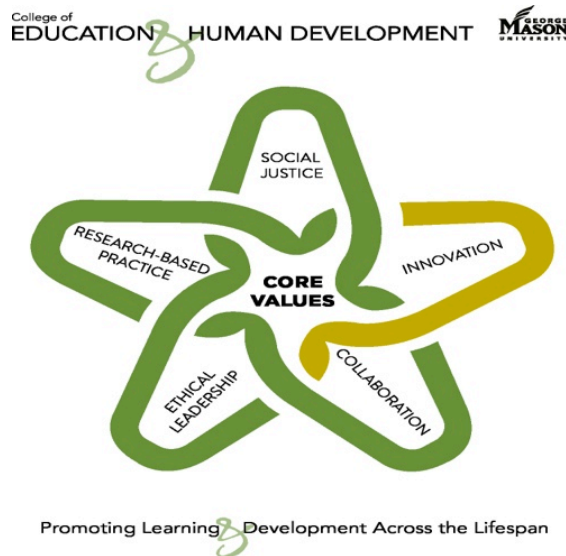 College of
EDUCATION & HUMAN DEVELOPMENT
GEORGE
MASON
UNIVERSITY
SOCIAL
JUSTICE
RESEARCH-BASED
PRACTICE
INNOVATION
CORE
VALUES
ETHICAL
LEADERSHIP
COLLABORATION
Promoting Learning & Development Across the Lifespan